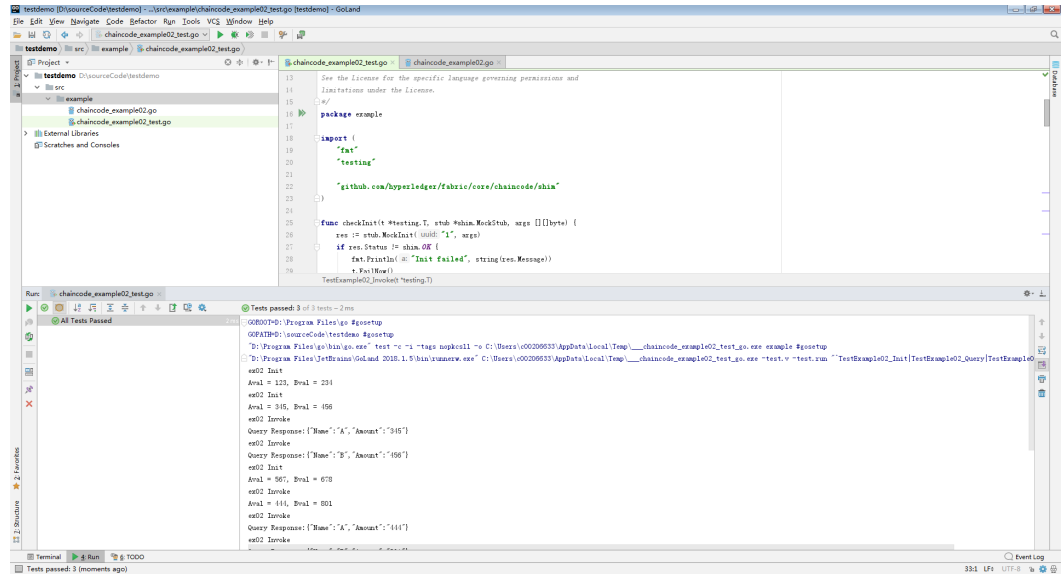 testdemo [D:\sourceCode\testdemo] - ...\src\example\chaincode_example02_test.go [testdemo] - GoLand
File Edit View Navigate Code Refactor Run Tools VCS Window Help
chaincode_example02_test.go
testdemo src example chaincode_example02_test.go
1: Project
Project
testdemo D:\sourceCode\testdemo
src
example
chaincode_example02.go
chaincode_example02_test.go
External Libraries
Scratches and Consoles
chaincode_example02_test.go chaincode_example02.go
Database
13 See the License for the specific language governing permissions and
14 limitations under the License.
15 */
16 package example
17
18 import (
19 "fmt"
20 "testing"
21
22 "github.com/hyperledger/fabric/core/chaincode/shim"
23 )
24
25 func checkInit(t *testing.T, stub *shim.MockStub, args [][]byte) {
26 res := stub.MockInit( uuid: "1", args)
27 if res.Status != shim.OK {
28 fmt.Println( a: "Init failed", string(res.Message))
29 t.FailNow()
TestExample02_Invoke(t *testing.T)
Run: chaincode_example02_test.go
Tests passed: 3 of 3 tests – 2 ms
All Tests Passed 2 ms
GOROOT=D:\Program Files\go #gosetup
GOPATH=D:\sourceCode\testdemo #gosetup
"D:\Program Files\go\bin\go.exe" test -c -i -tags nopkcs11 -o C:\Users\c00206633\AppData\Local\Temp\___chaincode_example02_test_go.exe example #gosetup
"D:\Program Files\JetBrains\GoLand 2018.1.5\bin\runnerw.exe" C:\Users\c00206633\AppData\Local\Temp\___chaincode_example02_test_go.exe -test.v -test.run "^TestExample02_Init|TestExample02_Query|TestExample0
ex02 Init
Aval = 123, Bval = 234
ex02 Init
Aval = 345, Bval = 456
ex02 Invoke
Query Response:{"Name":"A","Amount":"345"}
ex02 Invoke
Query Response:{"Name":"B","Amount":"456"}
ex02 Init
Aval = 567, Bval = 678
ex02 Invoke
Aval = 444, Bval = 801
ex02 Invoke
Query Response:{"Name":"A","Amount":"444"}
ex02 Invoke
2: Favorites
7: Structure
Terminal 4: Run 6: TODO Event Log
Tests passed: 3 (moments ago) 33:1 LF÷ UTF-8